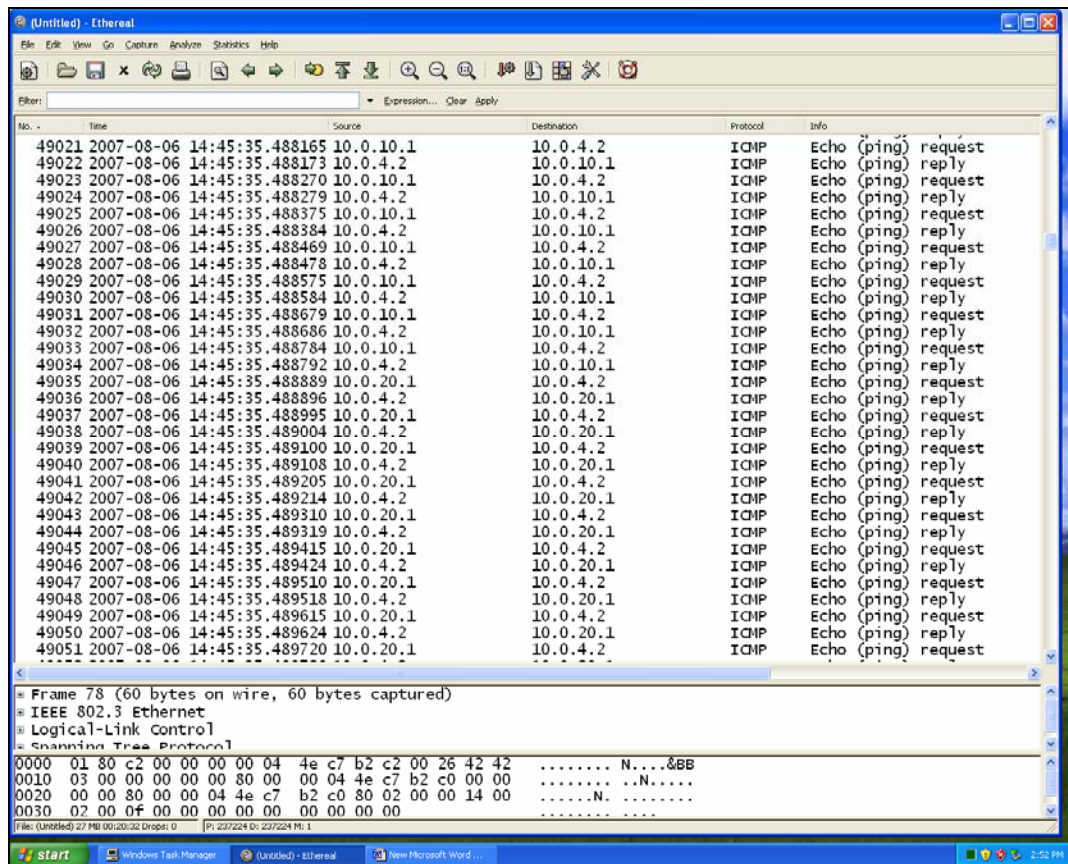 (Untitled) - Ethereal
File Edit View Go Capture Analyze Statistics Help
Filter: Expression... Clear Apply
No. - Time Source Destination Protocol Info
49021 2007-08-06 14:45:35.488165 10.0.10.1 10.0.4.2 ICMP Echo (ping) request
49022 2007-08-06 14:45:35.488173 10.0.4.2 10.0.10.1 ICMP Echo (ping) reply
49023 2007-08-06 14:45:35.488270 10.0.10.1 10.0.4.2 ICMP Echo (ping) request
49024 2007-08-06 14:45:35.488279 10.0.4.2 10.0.10.1 ICMP Echo (ping) reply
49025 2007-08-06 14:45:35.488375 10.0.10.1 10.0.4.2 ICMP Echo (ping) request
49026 2007-08-06 14:45:35.488384 10.0.4.2 10.0.10.1 ICMP Echo (ping) reply
49027 2007-08-06 14:45:35.488469 10.0.10.1 10.0.4.2 ICMP Echo (ping) request
49028 2007-08-06 14:45:35.488478 10.0.4.2 10.0.10.1 ICMP Echo (ping) reply
49029 2007-08-06 14:45:35.488575 10.0.10.1 10.0.4.2 ICMP Echo (ping) request
49030 2007-08-06 14:45:35.488584 10.0.4.2 10.0.10.1 ICMP Echo (ping) reply
49031 2007-08-06 14:45:35.488679 10.0.10.1 10.0.4.2 ICMP Echo (ping) request
49032 2007-08-06 14:45:35.488686 10.0.4.2 10.0.10.1 ICMP Echo (ping) reply
49033 2007-08-06 14:45:35.488784 10.0.10.1 10.0.4.2 ICMP Echo (ping) request
49034 2007-08-06 14:45:35.488792 10.0.4.2 10.0.10.1 ICMP Echo (ping) reply
49035 2007-08-06 14:45:35.488889 10.0.20.1 10.0.4.2 ICMP Echo (ping) request
49036 2007-08-06 14:45:35.488896 10.0.4.2 10.0.20.1 ICMP Echo (ping) reply
49037 2007-08-06 14:45:35.488995 10.0.20.1 10.0.4.2 ICMP Echo (ping) request
49038 2007-08-06 14:45:35.489004 10.0.4.2 10.0.20.1 ICMP Echo (ping) reply
49039 2007-08-06 14:45:35.489100 10.0.20.1 10.0.4.2 ICMP Echo (ping) request
49040 2007-08-06 14:45:35.489108 10.0.4.2 10.0.20.1 ICMP Echo (ping) reply
49041 2007-08-06 14:45:35.489205 10.0.20.1 10.0.4.2 ICMP Echo (ping) request
49042 2007-08-06 14:45:35.489214 10.0.4.2 10.0.20.1 ICMP Echo (ping) reply
49043 2007-08-06 14:45:35.489310 10.0.20.1 10.0.4.2 ICMP Echo (ping) request
49044 2007-08-06 14:45:35.489319 10.0.4.2 10.0.20.1 ICMP Echo (ping) reply
49045 2007-08-06 14:45:35.489415 10.0.20.1 10.0.4.2 ICMP Echo (ping) request
49046 2007-08-06 14:45:35.489424 10.0.4.2 10.0.20.1 ICMP Echo (ping) reply
49047 2007-08-06 14:45:35.489510 10.0.20.1 10.0.4.2 ICMP Echo (ping) request
49048 2007-08-06 14:45:35.489518 10.0.4.2 10.0.20.1 ICMP Echo (ping) reply
49049 2007-08-06 14:45:35.489615 10.0.20.1 10.0.4.2 ICMP Echo (ping) request
49050 2007-08-06 14:45:35.489624 10.0.4.2 10.0.20.1 ICMP Echo (ping) reply
49051 2007-08-06 14:45:35.489720 10.0.20.1 10.0.4.2 ICMP Echo (ping) request
Frame 78 (60 bytes on wire, 60 bytes captured)
IEEE 802.3 Ethernet
Logical-Link Control
Spanning Tree Protocol
0000 01 80 c2 00 00 00 00 04 4e c7 b2 c2 00 26 42 42 ........ N....&BB
0010 03 00 00 00 00 00 80 00 00 04 4e c7 b2 c0 00 00 ........ ..N.....
0020 00 00 80 00 00 04 4e c7 b2 c0 80 02 00 00 14 00 ......N. ........
0030 02 00 0f 00 00 00 00 00 00 00 00 00 ........ ....
File: (Untitled) 27 MB 00:20:32 Drops: 0 P: 237224 D: 237224 M: 1
start Windows Task Manager (Untitled) - Ethereal New Microsoft Word ... 2:52 PM